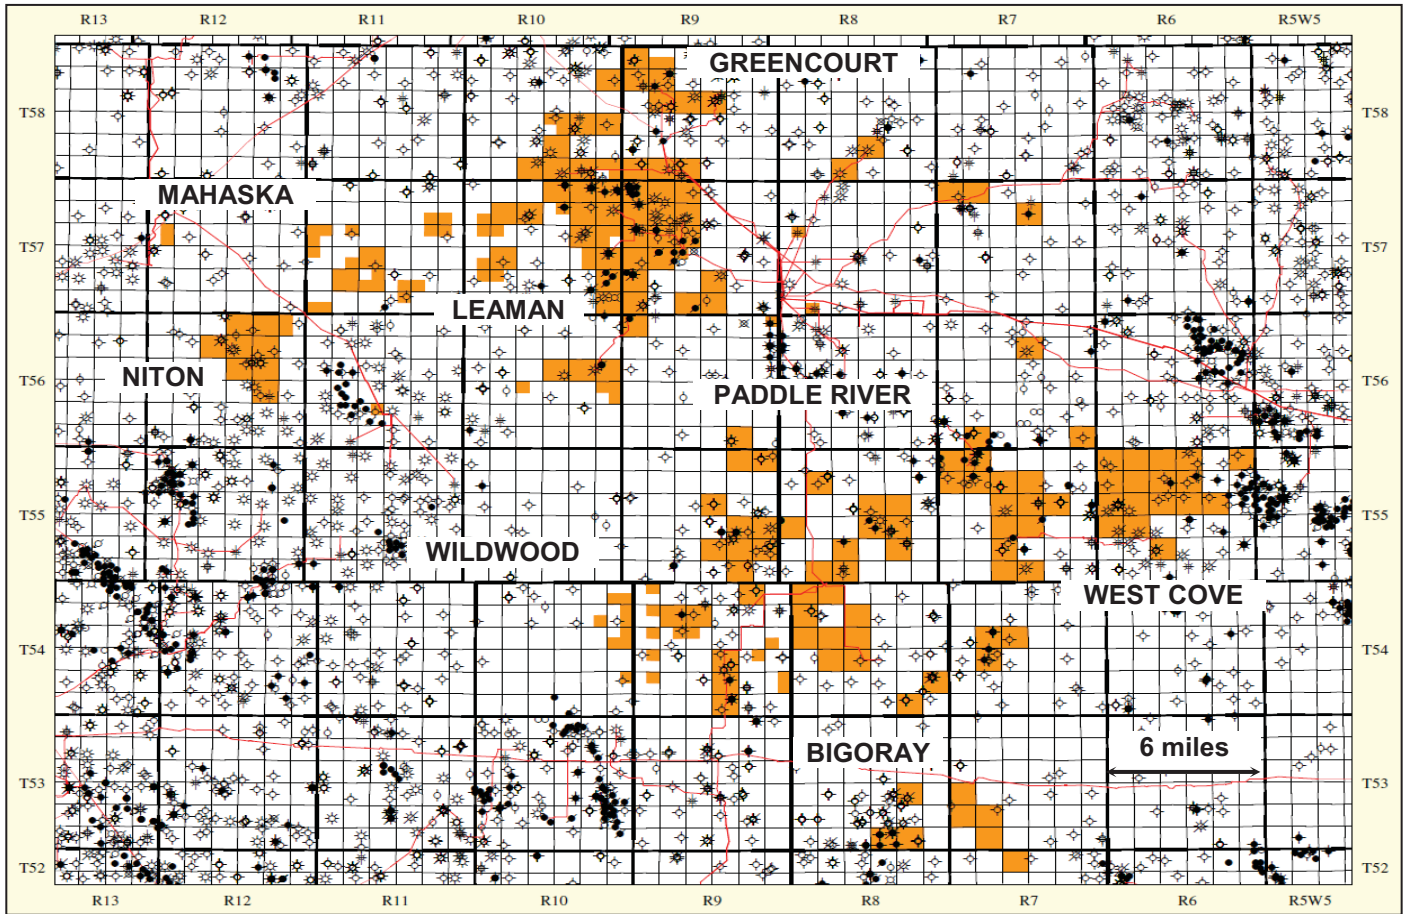 R13 R12 R11 R10 R9 R8 R7 R6 R5W5
GREENCOURT
T58 T58
MAHASKA
T57 T57
LEAMAN
NITON
T56 T56
PADDLE RIVER
T55 T55
WILDWOOD
WEST COVE
T54 T54
BIGORAY 6 miles
T53 T53
T52 T52
R13 R12 R11 R10 R9 R8 R7 R6 R5W5